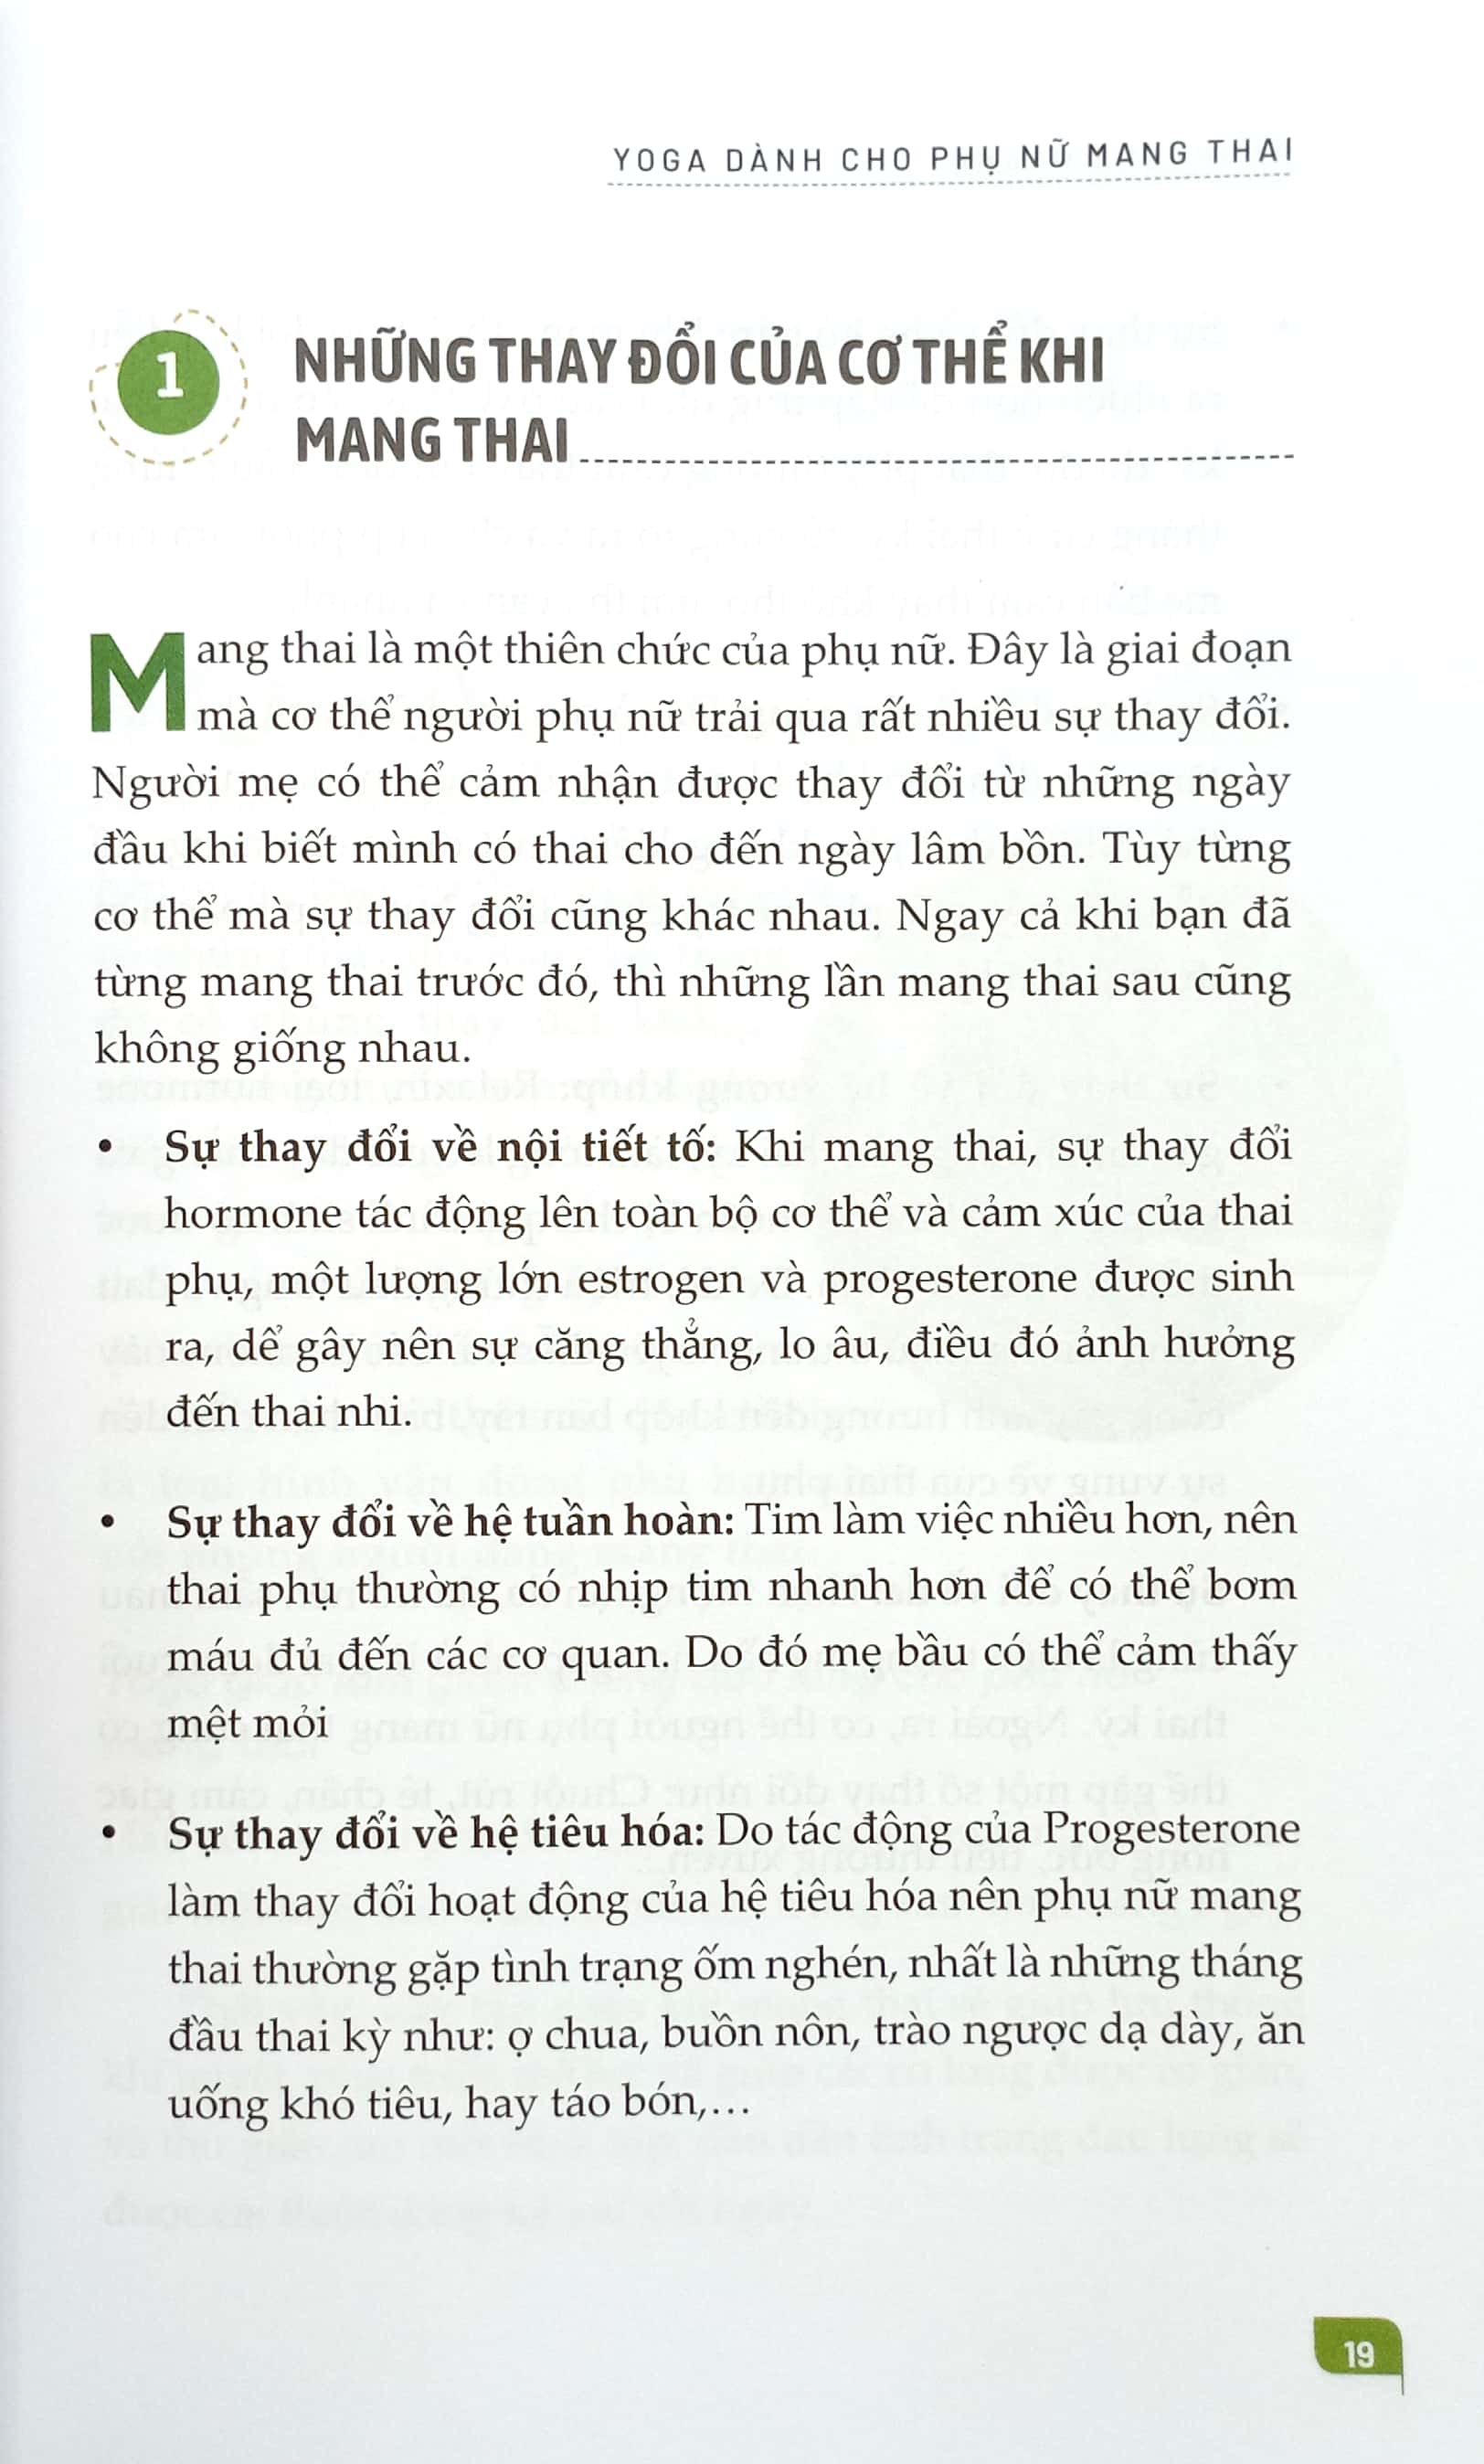 YOGA DÀNH CHO PHỤ NỮ MANG THAI
1
NHỮNG THAY ĐỔI CỦA CƠ THỂ KHI
MANG THAI
Mang thai là một thiên chức của phụ nữ. Đây là giai đoạn
mà cơ thể người phụ nữ trải qua rất nhiều sự thay đổi.
Người mẹ có thể cảm nhận được thay đổi từ những ngày
đầu khi biết mình có thai cho đến ngày lâm bồn. Tùy từng
cơ thể mà sự thay đổi cũng khác nhau. Ngay cả khi bạn đã
từng mang thai trước đó, thì những lần mang thai sau cũng
không giống nhau.
• Sự thay đổi về nội tiết tố: Khi mang thai, sự thay đổi
hormone tác động lên toàn bộ cơ thể và cảm xúc của thai
phụ, một lượng lớn estrogen và progesterone được sinh
ra, dể gây nên sự căng thẳng, lo âu, điều đó ảnh hưởng
đến thai nhi.
• Sự thay đổi về hệ tuần hoàn: Tim làm việc nhiều hơn, nên
thai phụ thường có nhịp tim nhanh hơn để có thể bơm
máu đủ đến các cơ quan. Do đó mẹ bầu có thể cảm thấy
mệt mỏi
• Sự thay đổi về hệ tiêu hóa: Do tác động của Progesterone
làm thay đổi hoạt động của hệ tiêu hóa nên phụ nữ mang
thai thường gặp tình trạng ốm nghén, nhất là những tháng
đầu thai kỳ như: ợ chua, buồn nôn, trào ngược dạ dày, ăn
uống khó tiêu, hay táo bón,...
19